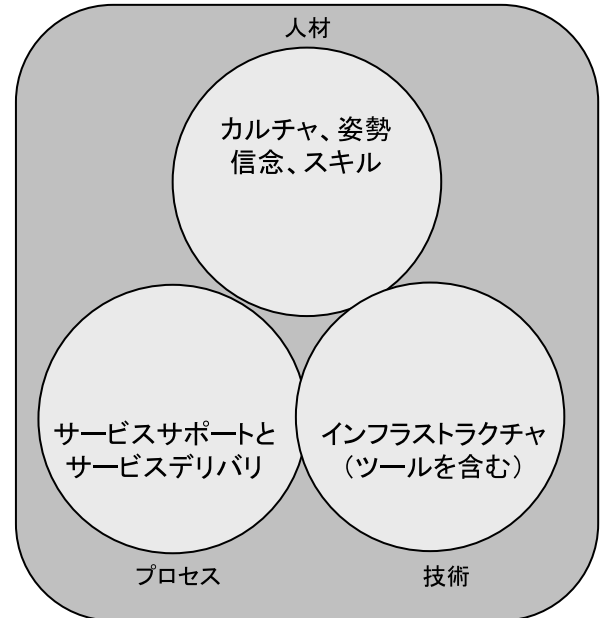 人材
カルチャ、姿勢
信念、スキル
サービスサポートと
サービスデリバリ
インフラストラクチャ
（ツールを含む）
プロセス
技術